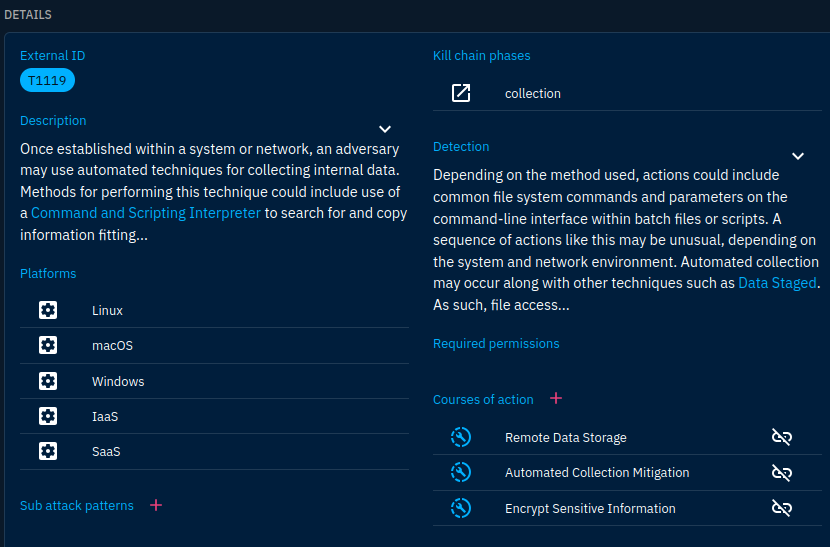 DETAILS
External ID
T1119
Description
Once established within a system or network, an adversary
may use automated techniques for collecting internal data.
Methods for performing this technique could include use of
a Command and Scripting Interpreter to search for and copy
information fitting...
Platforms
Linux
macOS
Windows
IaaS
SaaS
Sub attack patterns +
Kill chain phases
collection
Detection
Depending on the method used, actions could include
common file system commands and parameters on the
command-line interface within batch files or scripts. A
sequence of actions like this may be unusual, depending on
the system and network environment. Automated collection
may occur along with other techniques such as Data Staged.
As such, file access...
Required permissions
Courses of action +
Remote Data Storage
Automated Collection Mitigation
Encrypt Sensitive Information